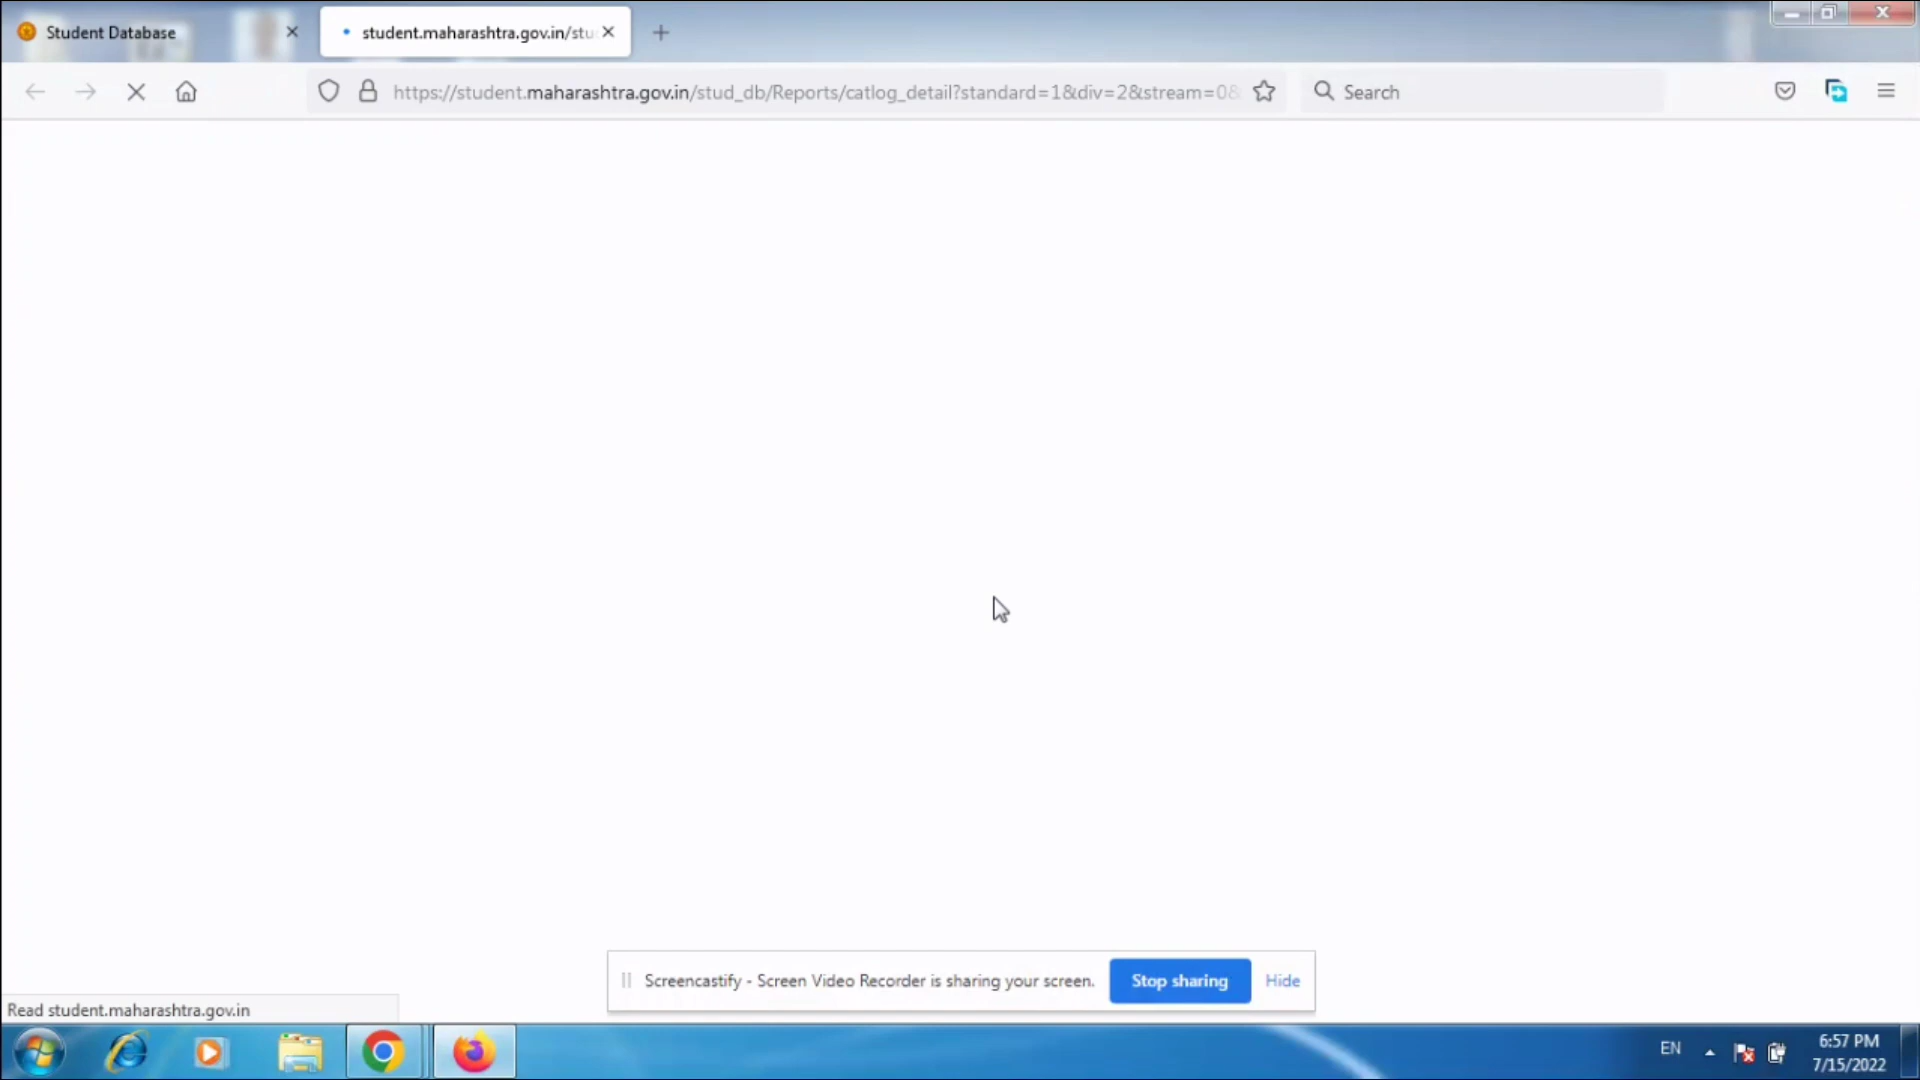 Student Database
student.maharashtra.gov.in/stu
https://student.maharashtra.gov.in/stud_db/Reports/catlog_detail?standard=1&div=2&stream=0&
Search
Screencastify - Screen Video Recorder is sharing your screen.
Stop sharing
Hide
Read student.maharashtra.gov.in
EN
6:57 PM
7/15/2022